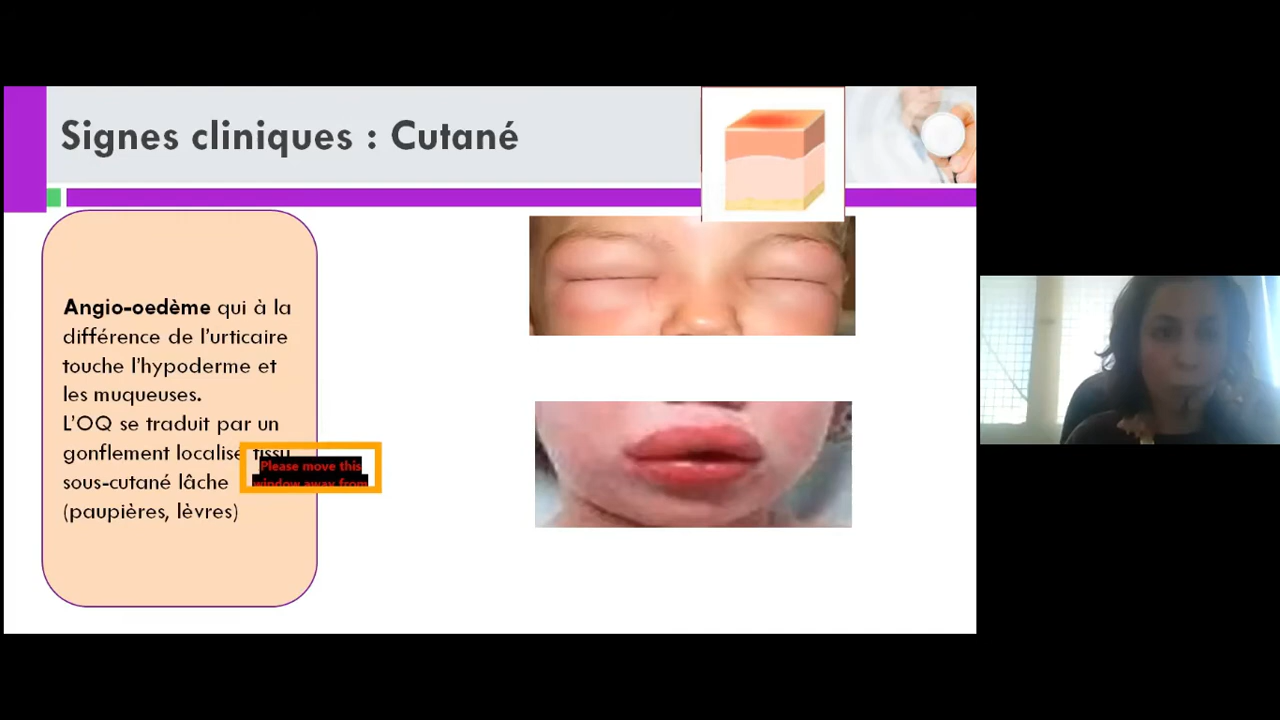 Signes cliniques : Cutané
Angio-oedème qui à la
différence de l'urticaire
touche l'hypoderme et
les muqueuses.
L'OQ se traduit par un
gonflement localisé tissu
sous-cutané lâche
(paupières, lèvres)
Please move this
window away from